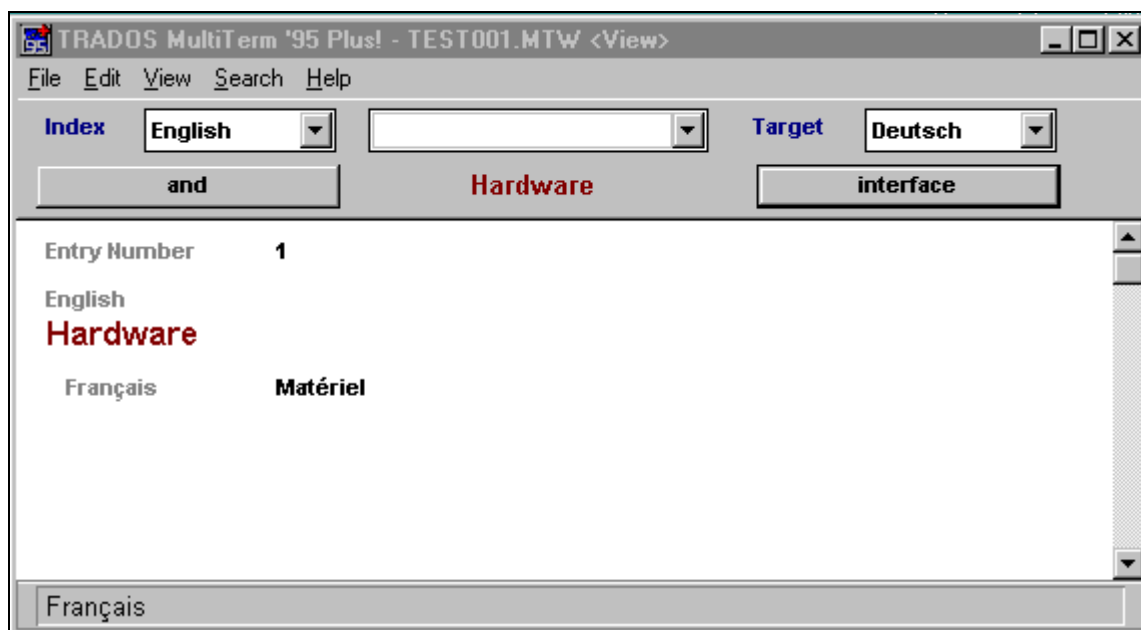 95 TRADOS MultiTerm '95 Plus! - TEST001.MTW <View>
File Edit View Search Help
Index English Target Deutsch
and Hardware interface
Entry Number 1
English
Hardware
Français Matériel
Français